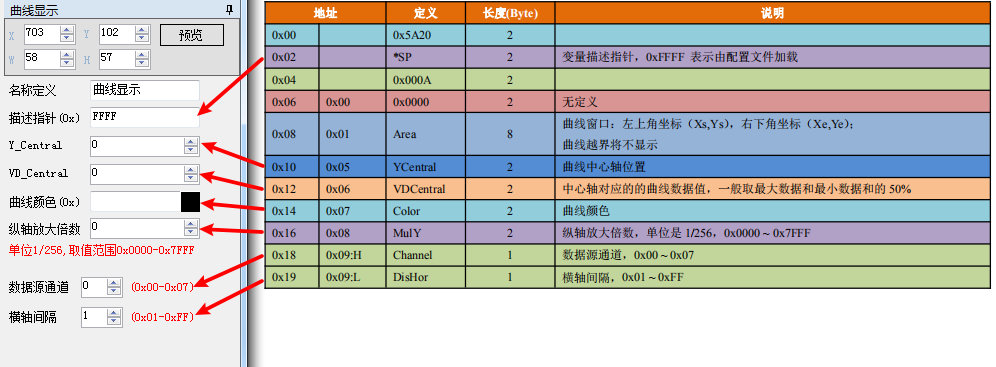 曲线显示
X 703 Y 102 预览
W 58 H 57
名称定义 曲线显示
描述指针(0x) FFFF
Y_Central 0
VD_Central 0
曲线颜色(0x)
纵轴放大倍数 0
单位1/256,取值范围0x0000-0x7FFF
数据源通道 0 (0x00-0x07)
横轴间隔 1 (0x01-0xFF)
地址 定义 长度(Byte) 说明
0x00 0x5A20 2
0x02 *SP 2 变量描述指针，0xFFFF 表示由配置文件加载
0x04 0x000A 2
0x06 0x00 0x0000 2 无定义
0x08 0x01 Area 8 曲线窗口：左上角坐标（Xs,Ys），右下角坐标（Xe,Ye）；
曲线越界将不显示
0x10 0x05 YCentral 2 曲线中心轴位置
0x12 0x06 VDCentral 2 中心轴对应的的曲线数据值，一般取最大数据和最小数据和的 50%
0x14 0x07 Color 2 曲线颜色
0x16 0x08 MulY 2 纵轴放大倍数，单位是 1/256，0x0000～0x7FFF
0x18 0x09:H Channel 1 数据源通道，0x00～0x07
0x19 0x09:L DisHor 1 横轴间隔，0x01～0xFF